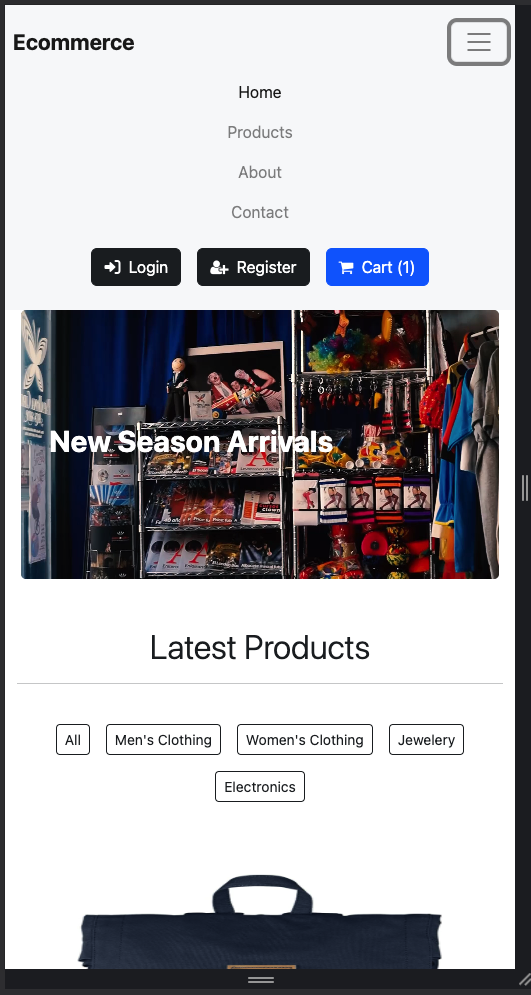 Ecommerce
Home
Products
About
Contact
Login
Register
Cart (1)
New Season Arrivals
Latest Products
All
Men's Clothing
Women's Clothing
Jewelery
Electronics